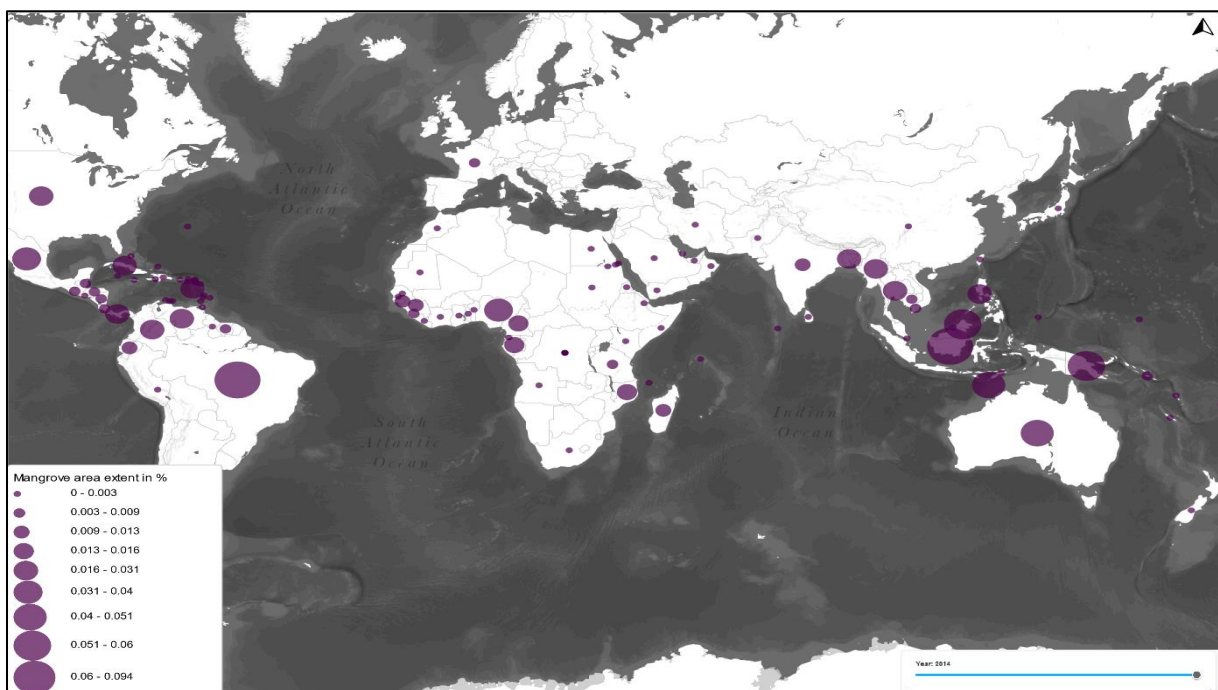 North
Atlantic
Ocean
South
Atlantic
Ocean
Indian
Ocean
Mangrove area extent in %
0 - 0.003
0.003 - 0.009
0.009 - 0.013
0.013 - 0.016
0.016 - 0.031
0.031 - 0.04
0.04 - 0.051
0.051 - 0.06
0.06 - 0.094
Year: 2014